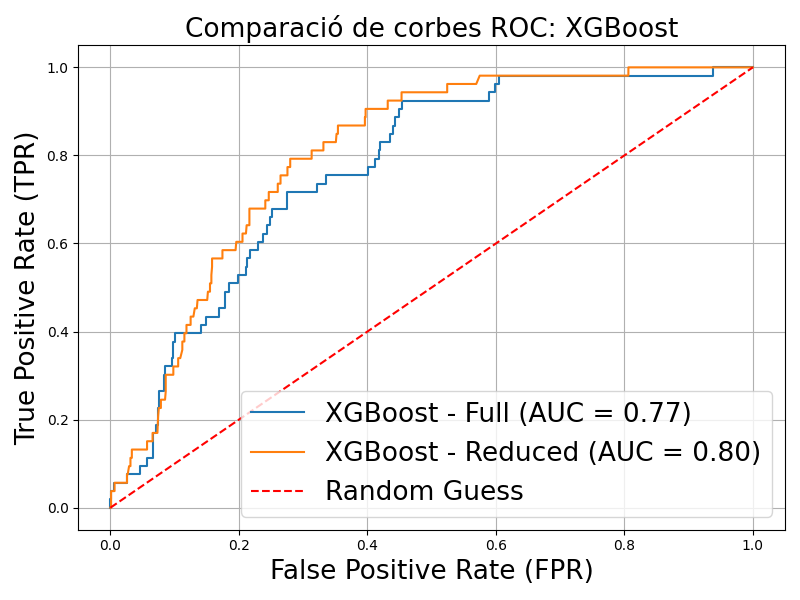 Comparació de corbes ROC: XGBoost
True Positive Rate (TPR)
1.0
0.8
0.6
0.4
0.2
0.0
XGBoost - Full (AUC = 0.77)
XGBoost - Reduced (AUC = 0.80)
Random Guess
0.0 0.2 0.4 0.6 0.8 1.0
False Positive Rate (FPR)